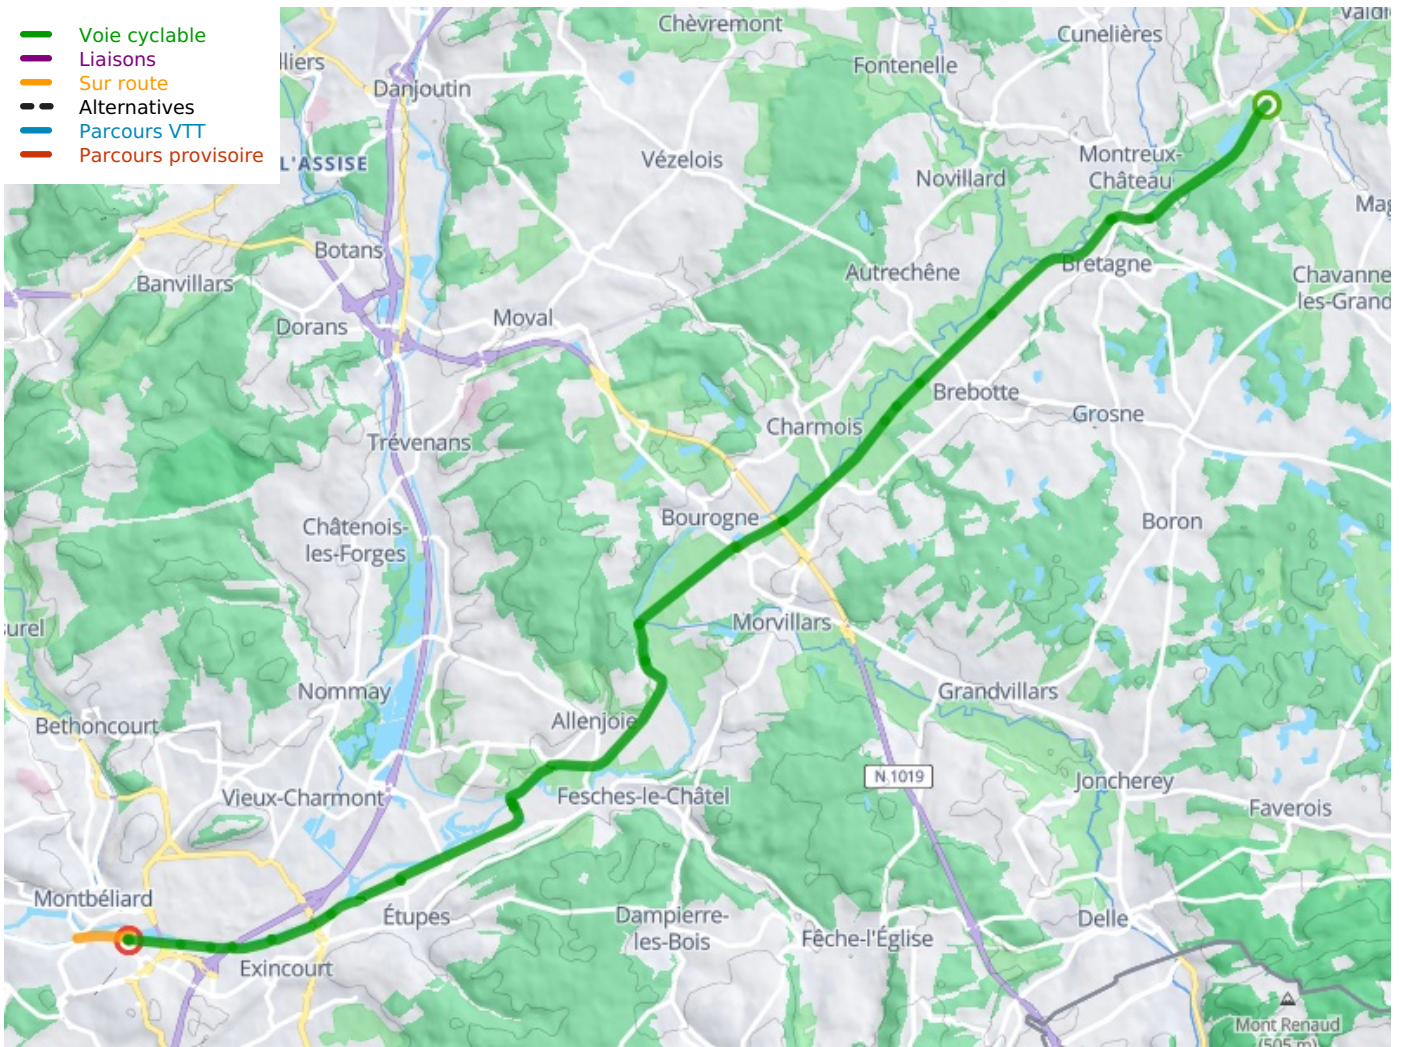 Voie cyclable
Liaisons
Sur route
Alternatives
Parcours VTT
Parcours provisoire
Chèvremont
Cunelières
Fontenelle
Danjoutin
L'ASSISE
Vézelois
Montreux-
Château
Novillard
Botans
Banvillars
Autrechêne
Bretagne
Chavanne
les-Grand
Dorans
Moval
Brebotte
Grosne
Charmois
Trévenans
Bourogne
Boron
Châtenois-
les-Forges
Morvillars
Nommay
Grandvillars
Bethoncourt
Allenjoie
N 1019
Joncherey
Vieux-Charmont
Fesches-le-Châtel
Faverois
Montbéliard
Étupes
Dampierre-
les-Bois
Fêche-l'Église
Delle
Exincourt
Mont Renaud
(505 m)